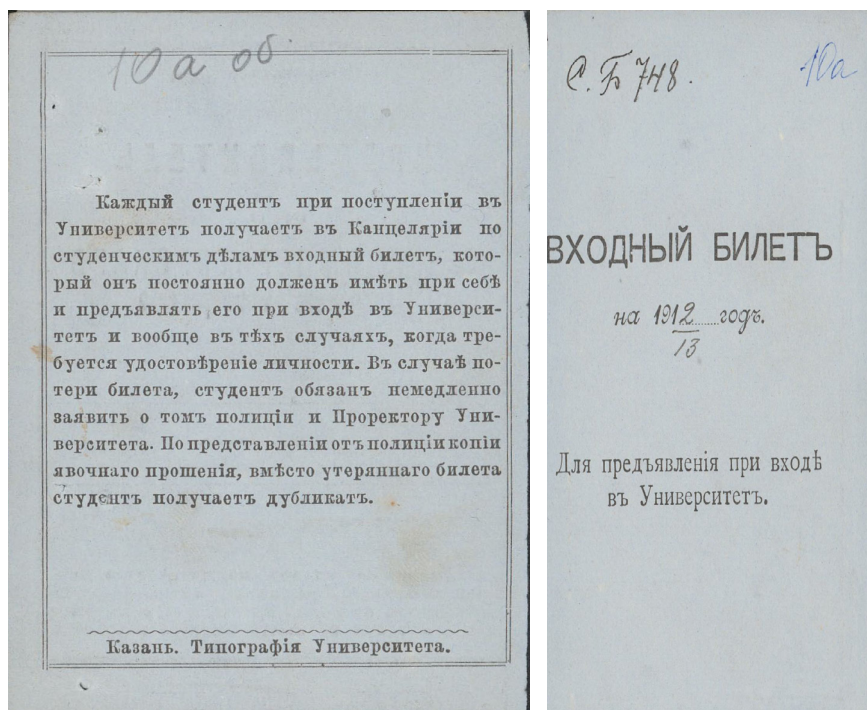 10а об.
Каждый студентъ при поступленіи въ
Университетъ получаетъ въ Канцеляріи по
студенческимъ дѣламъ входный билетъ, кото-
рый онъ постоянно долженъ имѣть при себѣ
и предъявлять его при входѣ въ Универси-
тетъ и вообще въ тѣхъ случаяхъ, когда тре-
буется удостовѣреніе личности. Въ случаѣ по-
тери билета, студентъ обязанъ немедленно
заявить о томъ полиціи и Проректору Уни-
верситета. По представленіи отъ полиціи копіи
явочнаго прошенія, вмѣсто утеряннаго билета
студентъ получаетъ дубликатъ.
Казань. Типографія Университета.
С. Б 748.
10а
ВХОДНЫЙ БИЛЕТЪ
на 1912 годъ.
13
Для предъявленія при входѣ
въ Университетъ.